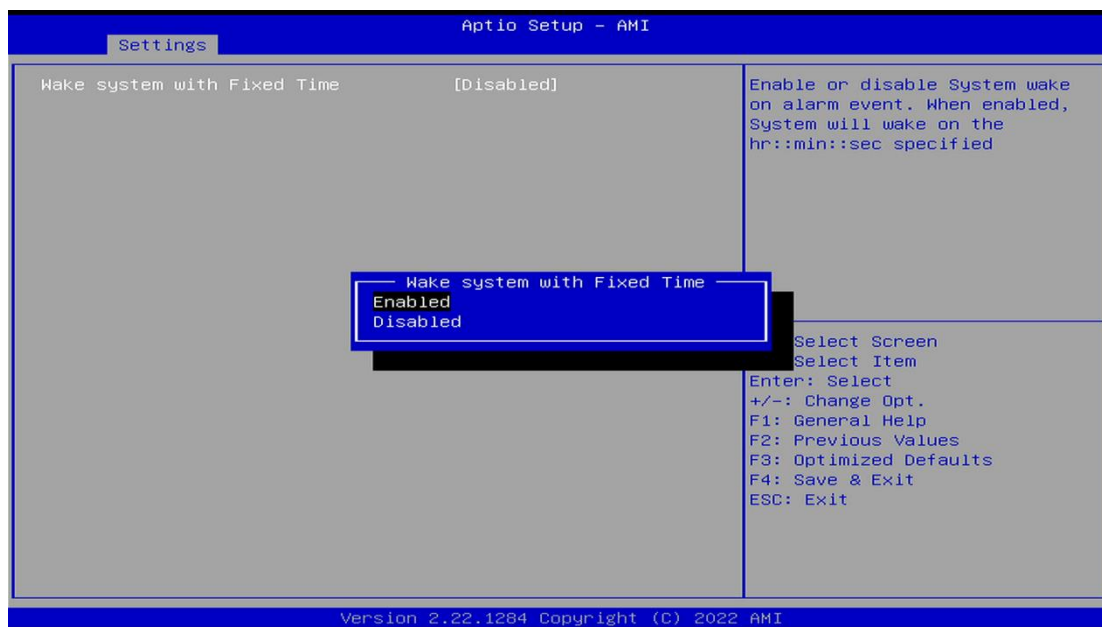 Aptio Setup – AMI
Settings
Wake system with Fixed Time [Disabled]
Enable or disable System wake
on alarm event. When enabled,
System will wake on the
hr::min::sec specified
Wake system with Fixed Time
Enabled
Disabled
Select Screen
Select Item
Enter: Select
+/-: Change Opt.
F1: General Help
F2: Previous Values
F3: Optimized Defaults
F4: Save & Exit
ESC: Exit
Version 2.22.1284 Copyright (C) 2022 AMI